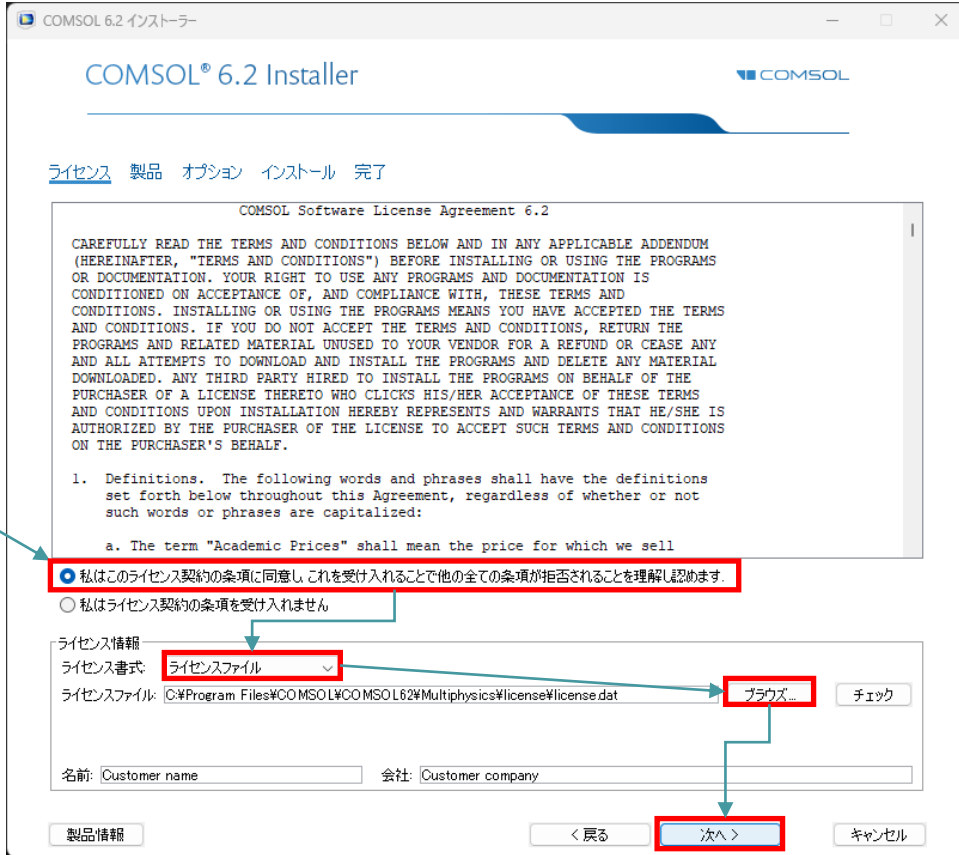 COMSOL 6.2 インストーラー
COMSOL® 6.2 Installer
COMSOL
ライセンス 製品 オプション インストール 完了
COMSOL Software License Agreement 6.2
CAREFULLY READ THE TERMS AND CONDITIONS BELOW AND IN ANY APPLICABLE ADDENDUM
(HEREINAFTER, "TERMS AND CONDITIONS") BEFORE INSTALLING OR USING THE PROGRAMS
OR DOCUMENTATION. YOUR RIGHT TO USE ANY PROGRAMS AND DOCUMENTATION IS
CONDITIONED ON ACCEPTANCE OF, AND COMPLIANCE WITH, THESE TERMS AND
CONDITIONS. INSTALLING OR USING THE PROGRAMS MEANS YOU HAVE ACCEPTED THE TERMS
AND CONDITIONS. IF YOU DO NOT ACCEPT THE TERMS AND CONDITIONS, RETURN THE
PROGRAMS AND RELATED MATERIAL UNUSED TO YOUR VENDOR FOR A REFUND OR CEASE ANY
AND ALL ATTEMPTS TO DOWNLOAD AND INSTALL THE PROGRAMS AND DELETE ANY MATERIAL
DOWNLOADED. ANY THIRD PARTY HIRED TO INSTALL THE PROGRAMS ON BEHALF OF THE
PURCHASER OF A LICENSE THERETO WHO CLICKS HIS/HER ACCEPTANCE OF THESE TERMS
AND CONDITIONS UPON INSTALLATION HEREBY REPRESENTS AND WARRANTS THAT HE/SHE IS
AUTHORIZED BY THE PURCHASER OF THE LICENSE TO ACCEPT SUCH TERMS AND CONDITIONS
ON THE PURCHASER'S BEHALF.
1. Definitions. The following words and phrases shall have the definitions
set forth below throughout this Agreement, regardless of whether or not
such words or phrases are capitalized:
a. The term "Academic Prices" shall mean the price for which we sell
私はこのライセンス契約の条項に同意し, これを受け入れることで他の全ての条項が拒否されることを理解し認めます.
私はライセンス契約の条項を受け入れません
ライセンス情報
ライセンス書式: ライセンスファイル
ライセンスファイル: C:¥Program Files¥COMSOL¥COMSOL62¥Multiphysics¥license¥license.dat ブラウズ... チェック
名前: Customer name 会社: Customer company
製品情報 < 戻る 次へ > キャンセル